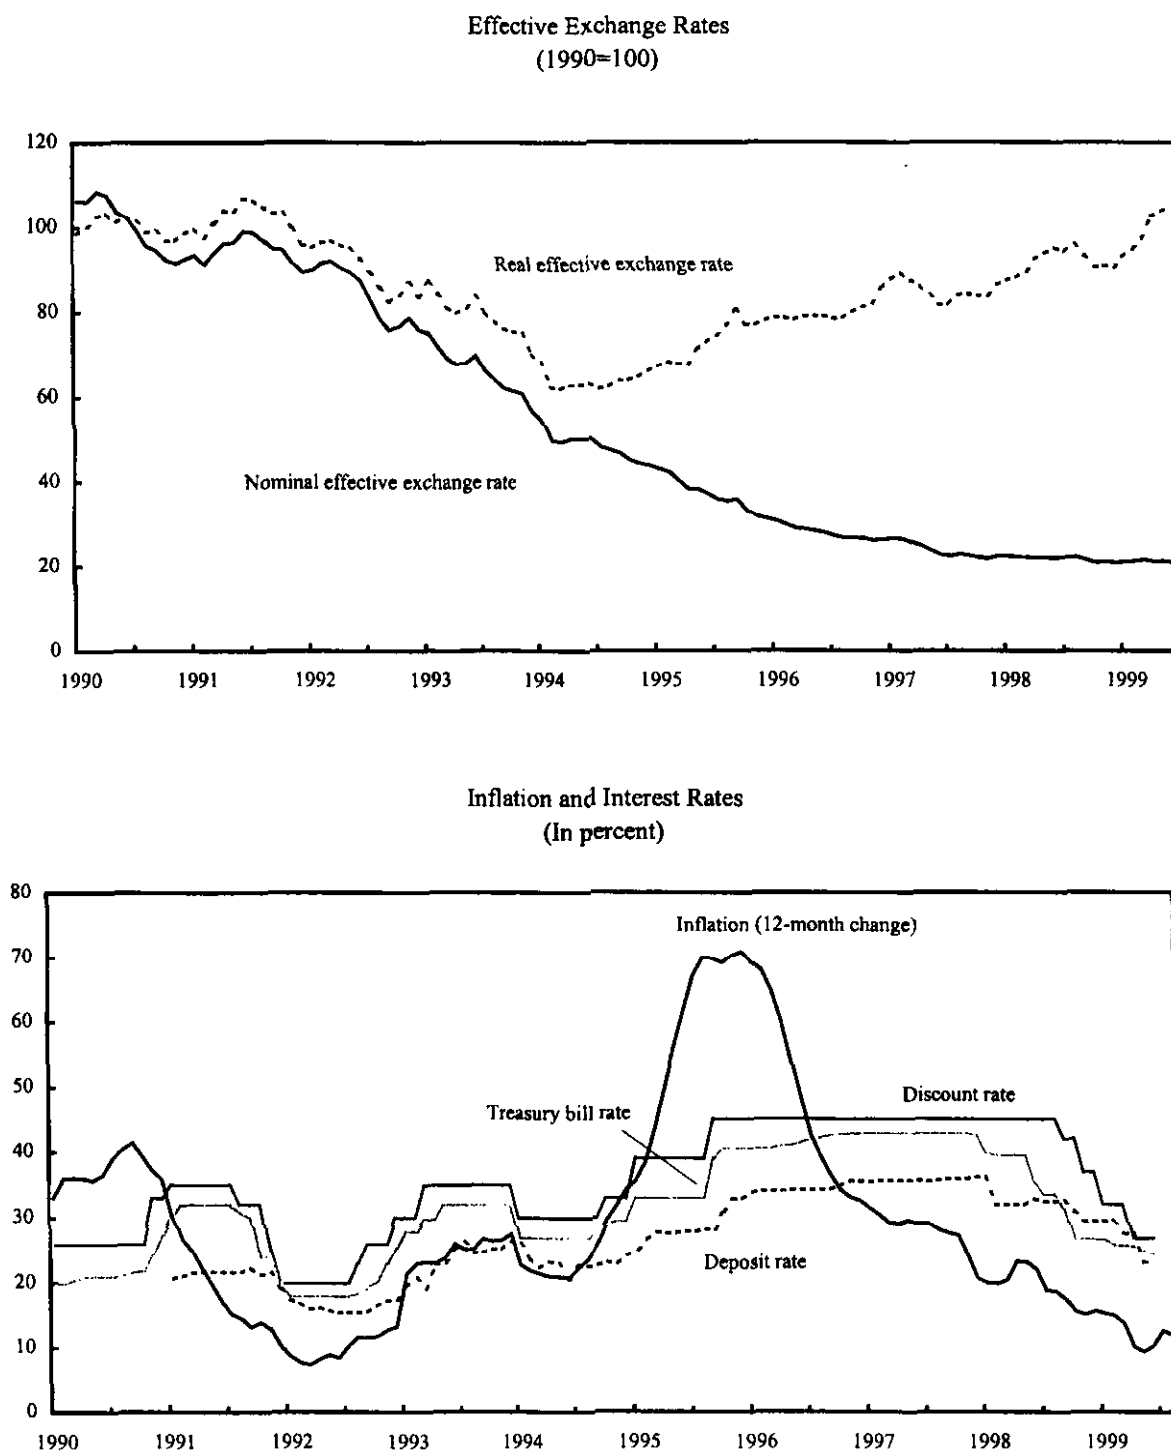 Effective Exchange Rates
(1990=100)
120
100
80
60
40
20
0
Real effective exchange rate
Nominal effective exchange rate
1990 1991 1992 1993 1994 1995 1996 1997 1998 1999
Inflation and Interest Rates
(In percent)
80
70
60
50
40
30
20
10
0
Inflation (12-month change)
Discount rate
Treasury bill rate
Deposit rate
1990 1991 1992 1993 1994 1995 1996 1997 1998 1999